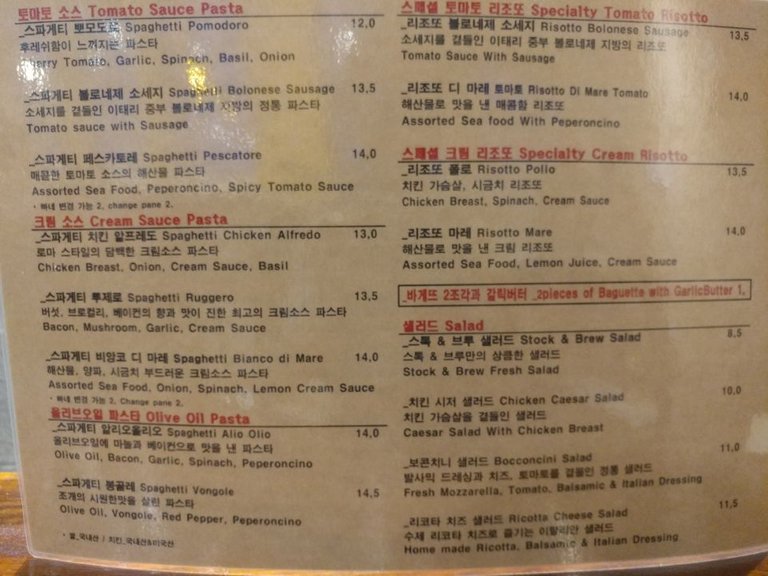 토마토 소스 Tomato Sauce Pasta
_스파게티 뽀모도로 Spaghetti Pomodoro 12,0
후레쉬함이 느껴지는 파스타
Cherry Tomato, Garlic, Spinach, Basil, Onion
_스파게티 볼로네제 소세지 Spaghetti Bolonese Sausage 13,5
소세지를 곁들인 이태리 중부 볼로네제 지방의 정통 파스타
Tomato sauce with Sausage
_스파게티 페스카토레 Spaghetti Pescatore 14,0
매콤한 토마토 소스의 해산물 파스타
Assorted Sea Food, Peperoncino, Spicy Tomato Sauce
* 빠네 변경 가능 2, change pane 2,
크림 소스 Cream Sauce Pasta
_스파게티 치킨 알프레도 Spaghetti Chicken Alfredo 13,0
로마 스타일의 담백한 크림소스 파스타
Chicken Breast, Onion, Cream Sauce, Basil
_스파게티 루제로 Spaghetti Ruggero 13,5
버섯, 브로컬리, 베이컨의 향과 맛이 진한 최고의 크림소스 파스타
Bacon, Mushroom, Garlic, Cream Sauce
_스파게티 비앙코 디 마레 Spaghetti Bianco di Mare 14,0
해산물, 양파, 시금치 부드러운 크림소스 파스타
Assorted Sea Food, Onion, Spinach, Lemon Cream Sauce
* 빠네 변경 가능 2, Change pane 2,
올리브오일 파스타 Olive Oil Pasta
_스파게티 알리오올리오 Spaghetti Alio Olio 14,0
올리브오일에 마늘과 베이컨으로 맛을 낸 파스타
Olive Oil, Bacon, Garlic, Spinach, Peperoncino
_스파게티 봉골레 Spaghetti Vongole 14,5
조개의 시원한맛을 살린 파스타
Olive Oil, Vongole, Red Pepper, Peperoncino
* 쌀_국내산 / 치킨_국내산&미국산
스페셜 토마토 리조또 Specialty Tomato Risotto
_리조또 볼로네제 소세지 Risotto Bolonese Sausage 13,5
소세지를 곁들인 이태리 중부 볼로네제 지방의 리조또
Tomato Sauce With Sausage
_리조또 디 마레 토마토 Risotto Di Mare Tomato 14,0
해산물로 맛을 낸 매콤함 리조또
Assorted Sea food With Peperoncino
스페셜 크림 리조또 Specialty Cream Risotto
_리조또 폴로 Risotto Pollo 13,5
치킨 가슴살, 시금치 리조또
Chicken Breast, Spinach, Cream Sauce
_리조또 마레 Risotto Mare 14,0
해산물로 맛을 낸 크림 리조또
Assorted Sea Food, Lemon Juice, Cream Sauce
_바게뜨 2조각과 갈릭버터 _2pieces of Baguette with GarlicButter 1,
샐러드 Salad
_스톡 & 브루 샐러드 Stock & Brew Salad 8,5
스톡 & 브루만의 상큼한 샐러드
Stock & Brew Fresh Salad
_치킨 시저 샐러드 Chicken Caesar Salad 10,0
치킨 가슴살을 곁들인 샐러드
Caesar Salad With Chicken Breast
_보콘치니 샐러드 Bocconcini Salad 11,0
발사믹 드레싱과 치즈, 토마토를 곁들인 정통 샐러드
Fresh Mozzarella, Tomato, Balsamic & Italian Dressing
_리코타 치즈 샐러드 Ricotta Cheese Salad 11,5
수제 리코타 치즈로 즐기는 이탈리안 샐러드
Home made Ricotta, Balsamic & Italian Dressing